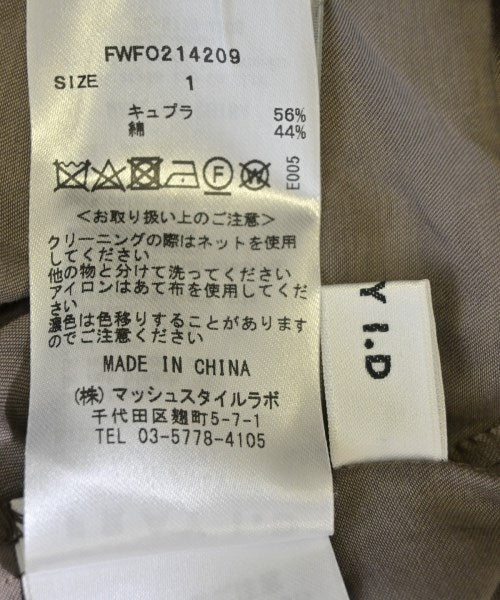 FWFO214209
SIZE 1
キュプラ 56%
綿 44%
F W E005
＜お取り扱い上のご注意＞
クリーニングの際はネットを使用
してください
他の物と分けて洗ってください
アイロンはあて布を使用してくだ
さい
濃色は色移りすることがあります
のでご注意ください
MADE IN CHINA
(株) マッシュスタイルラボ
千代田区麹町5-7-1
TEL 03-5778-4105
Y I.D